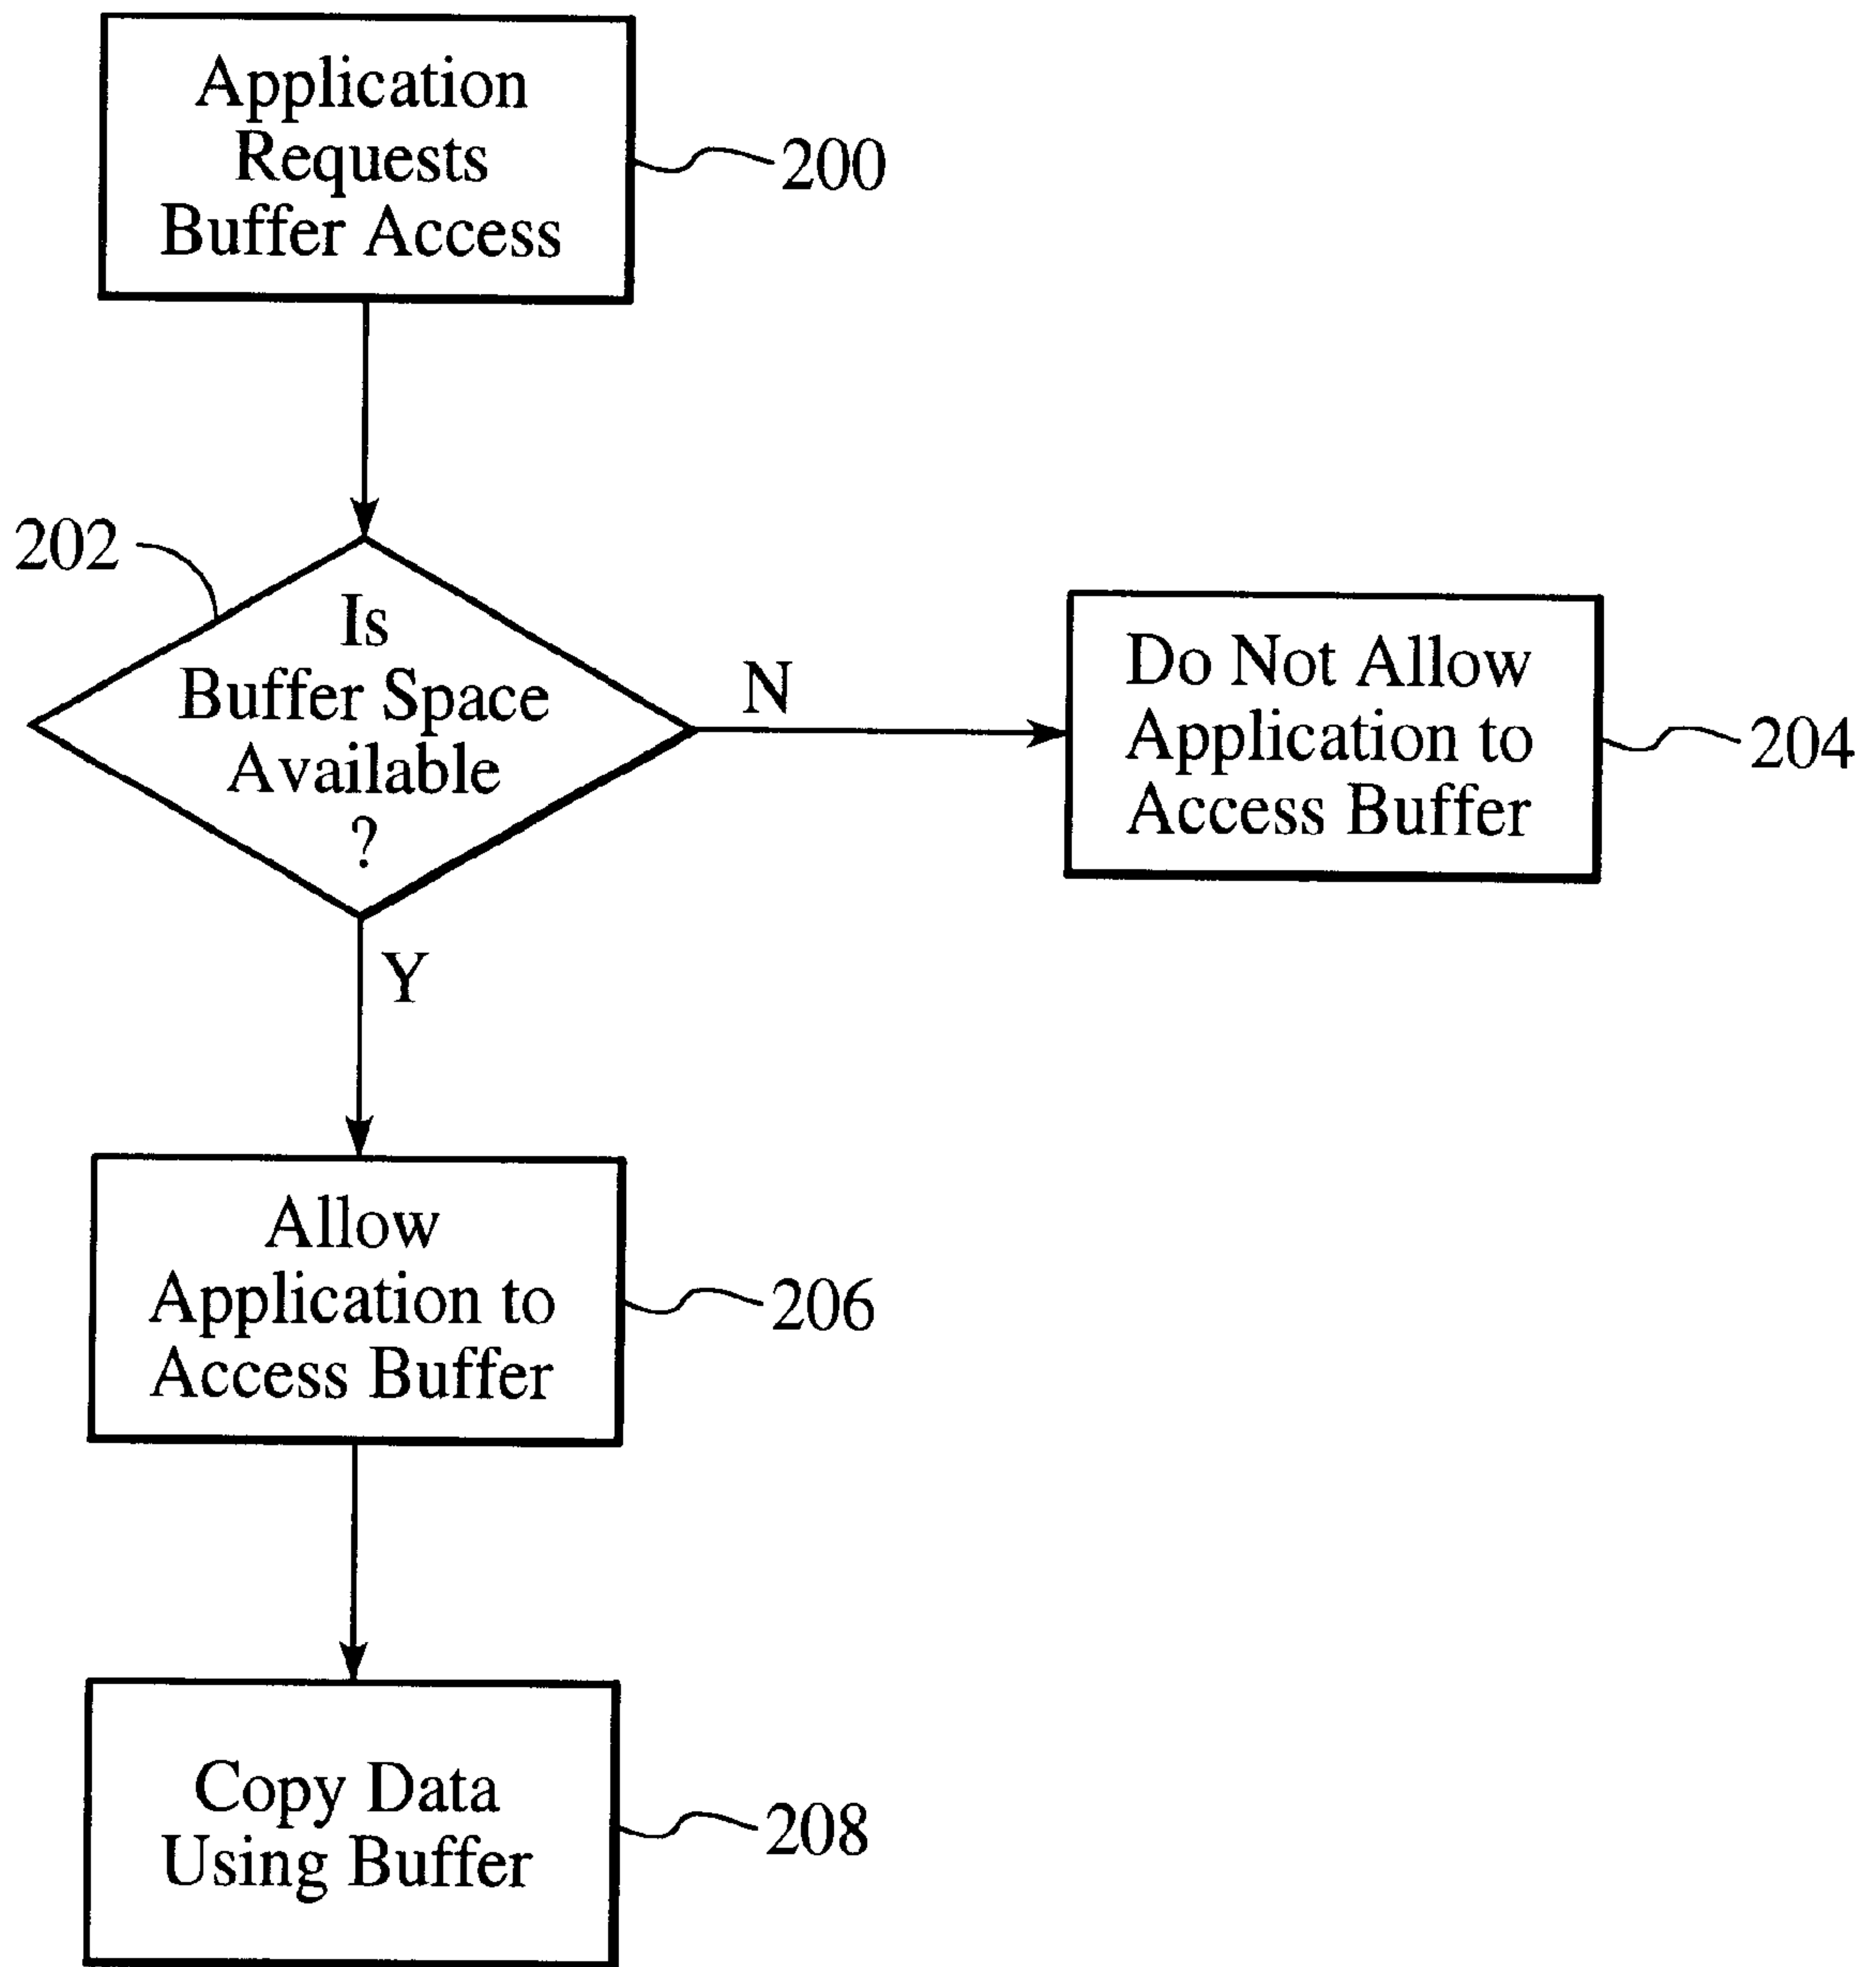 Application
Requests
Buffer Access
200
202
Is
Buffer Space
Available
?
N
Do Not Allow
Application to
Access Buffer
204
Y
Allow
Application to
Access Buffer
206
Copy Data
Using Buffer
208